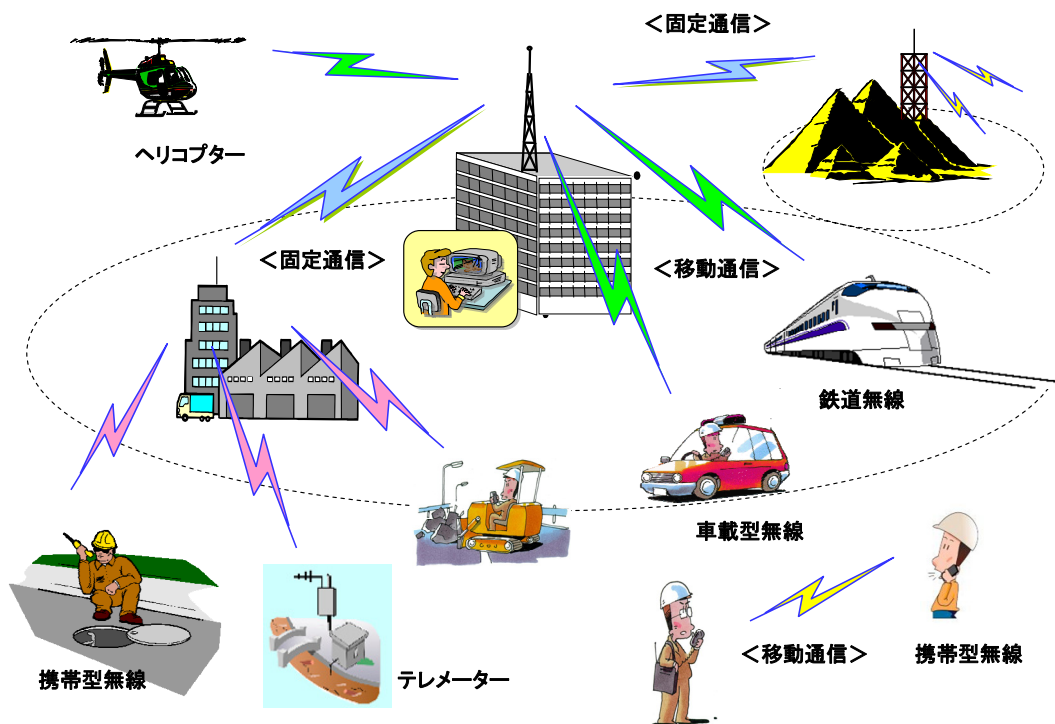 ＜固定通信＞
ヘリコプター
＜固定通信＞
＜移動通信＞
鉄道無線
車載型無線
＜移動通信＞
携帯型無線
携帯型無線
テレメーター